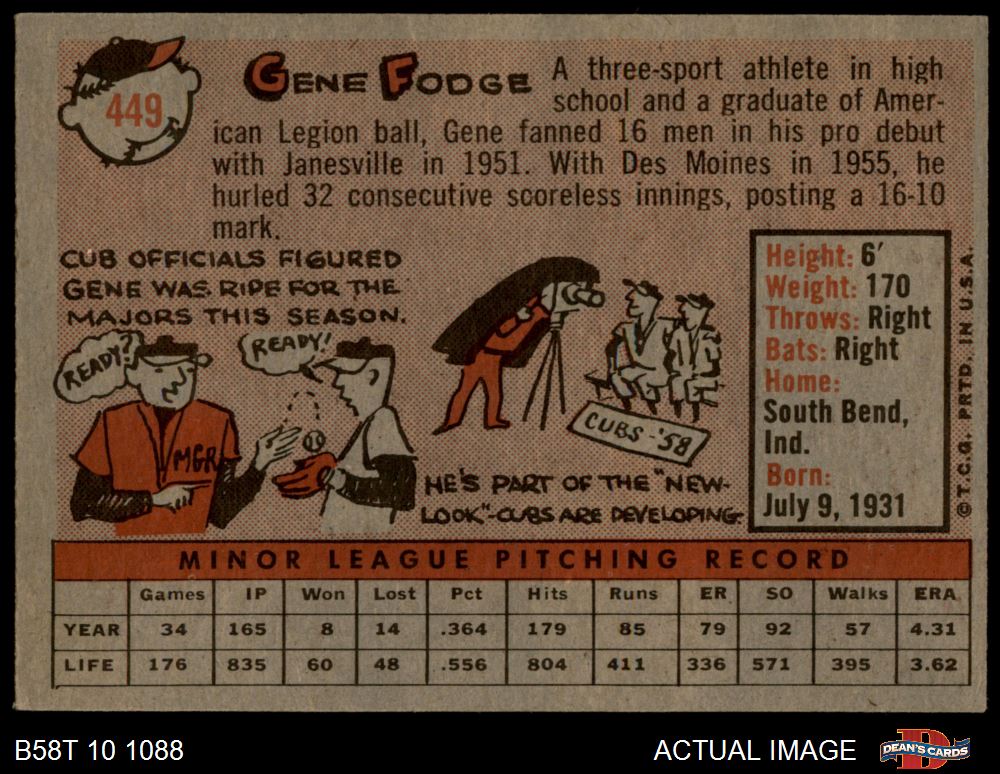 449
GENE FODGE
A three-sport athlete in high
school and a graduate of Amer-
ican Legion ball, Gene fanned 16 men in his pro debut
with Janesville in 1951. With Des Moines in 1955, he
hurled 32 consecutive scoreless innings, posting a 16-10
mark.
CUB OFFICIALS FIGURED
GENE WAS RIPE FOR THE
MAJORS THIS SEASON.
READY?
READY!
MGR
CUBS-'58
HE'S PART OF THE "NEW-
LOOK"-CUBS ARE DEVELOPING.
Height: 6'
Weight: 170
Throws: Right
Bats: Right
Home:
South Bend,
Ind.
Born:
July 9, 1931
© T.C.G. PRTD. IN U.S.A.
MINOR LEAGUE PITCHING RECORD
Games IP Won Lost Pct Hits Runs ER SO Walks ERA
YEAR 34 165 8 14 .364 179 85 79 92 57 4.31
LIFE 176 835 60 48 .556 804 411 336 571 395 3.62
B58T 10 1088
ACTUAL IMAGE
DEAN'S CARDS